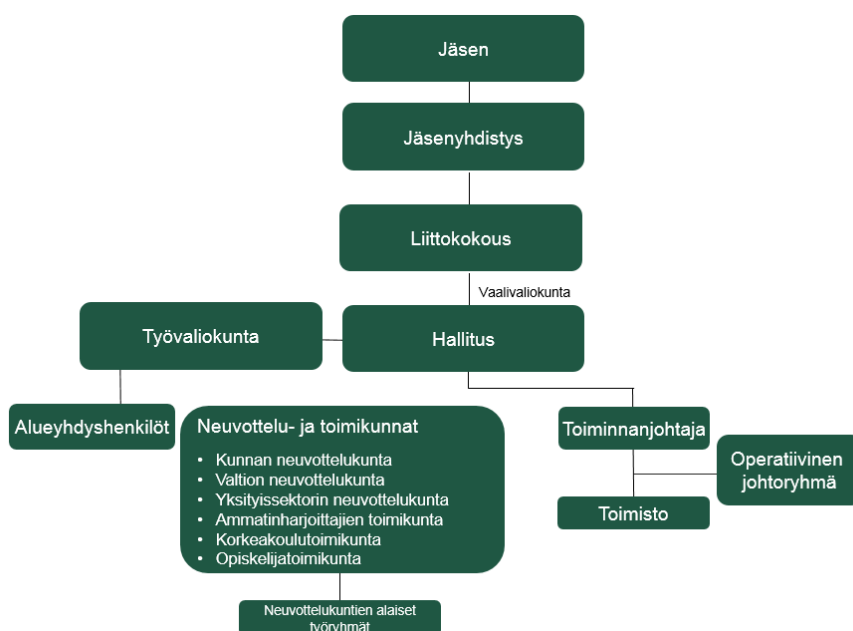 Jäsen
Jäsenyhdistys
Liittokokous
Vaalivaliokunta
Työvaliokunta
Hallitus
Alueyhdyshenkilöt
Neuvottelu- ja toimikunnat
• Kunnan neuvottelukunta
• Valtion neuvottelukunta
• Yksityissektorin neuvottelukunta
• Ammatinharjoittajien toimikunta
• Korkeakoulutoimikunta
• Opiskelijatoimikunta
Toiminnanjohtaja
Operatiivinen
johtoryhmä
Toimisto
Neuvottelukuntien alaiset
työryhmät